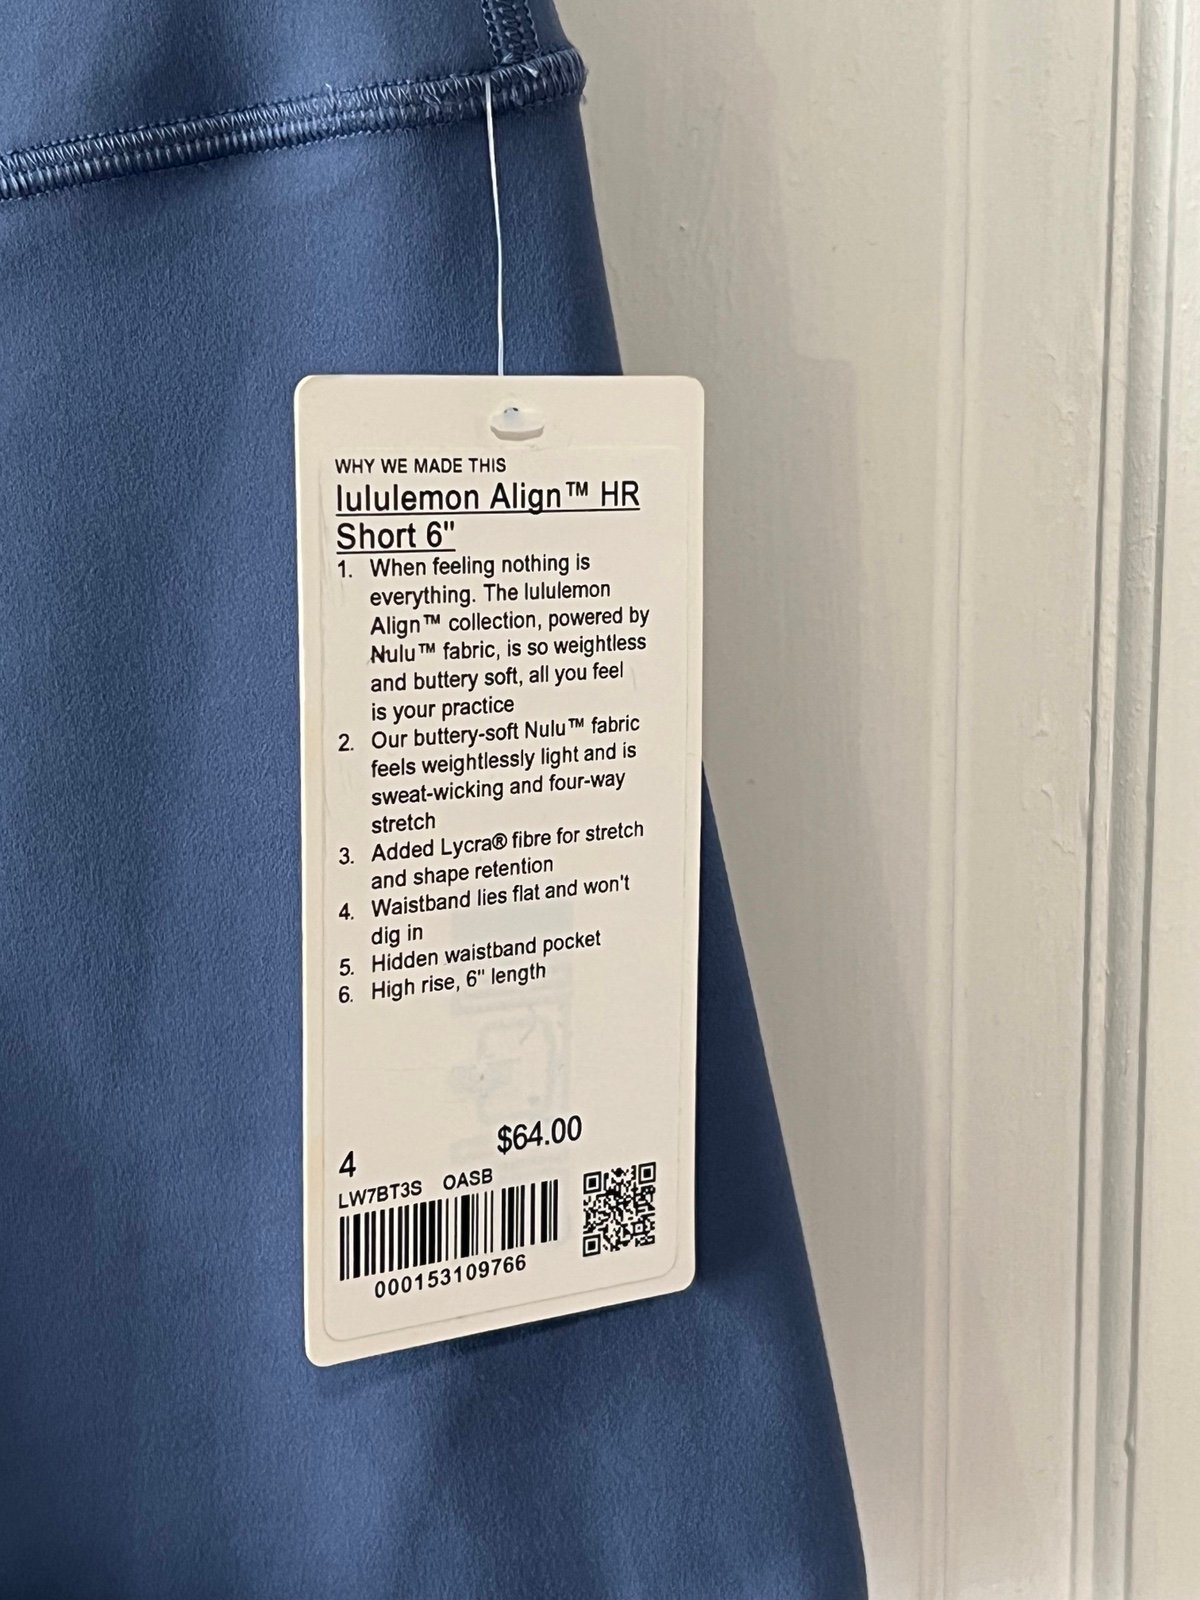 WHY WE MADE THIS
lululemon Align™ HR
Short 6"
1. When feeling nothing is
everything. The lululemon
Align™ collection, powered by
Nulu™ fabric, is so weightless
and buttery soft, all you feel
is your practice
2. Our buttery-soft Nulu™ fabric
feels weightlessly light and is
sweat-wicking and four-way
stretch
3. Added Lycra® fibre for stretch
and shape retention
4. Waistband lies flat and won't
dig in
5. Hidden waistband pocket
6. High rise, 6" length
$64.00
4
LW7BT3S OASB
000153109766